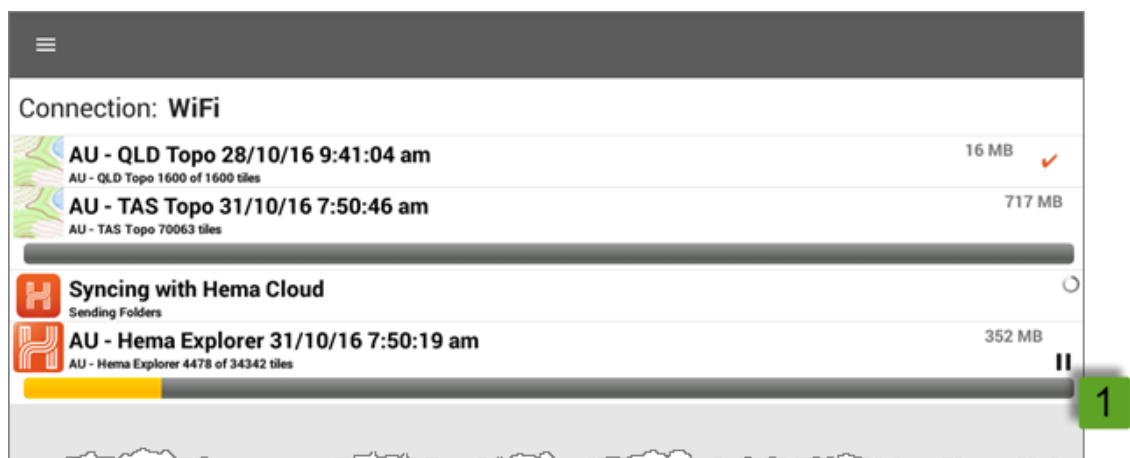 Connection: WiFi
AU - QLD Topo 28/10/16 9:41:04 am
16 MB
AU - QLD Topo 1600 of 1600 tiles
AU - TAS Topo 31/10/16 7:50:46 am
717 MB
AU - TAS Topo 70063 tiles
Syncing with Hema Cloud
Sending Folders
AU - Hema Explorer 31/10/16 7:50:19 am
352 MB
AU - Hema Explorer 4478 of 34342 tiles
1